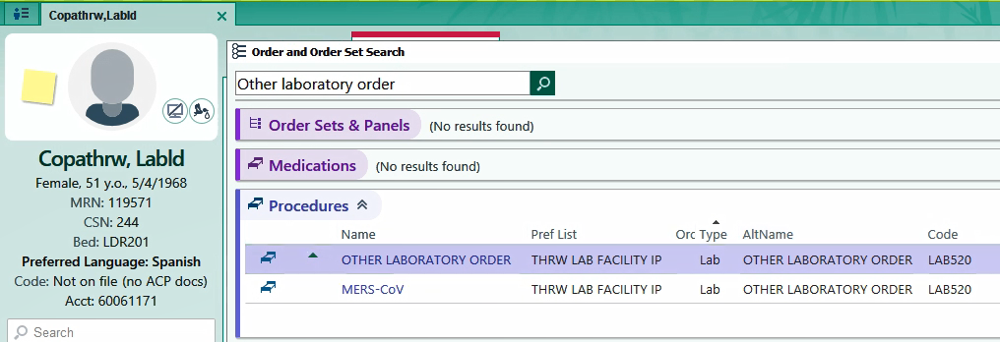 Copathrw,Labld
Copathrw, Labld
Female, 51 y.o., 5/4/1968
MRN: 119571
CSN: 244
Bed: LDR201
Preferred Language: Spanish
Code: Not on file (no ACP docs)
Acct: 60061171
Search
Order and Order Set Search
Other laboratory order
Order Sets & Panels (No results found)
Medications (No results found)
Procedures
Name Pref List Orc Type AltName Code
OTHER LABORATORY ORDER THRW LAB FACILITY IP Lab OTHER LABORATORY ORDER LAB520
MERS-CoV THRW LAB FACILITY IP Lab OTHER LABORATORY ORDER LAB520